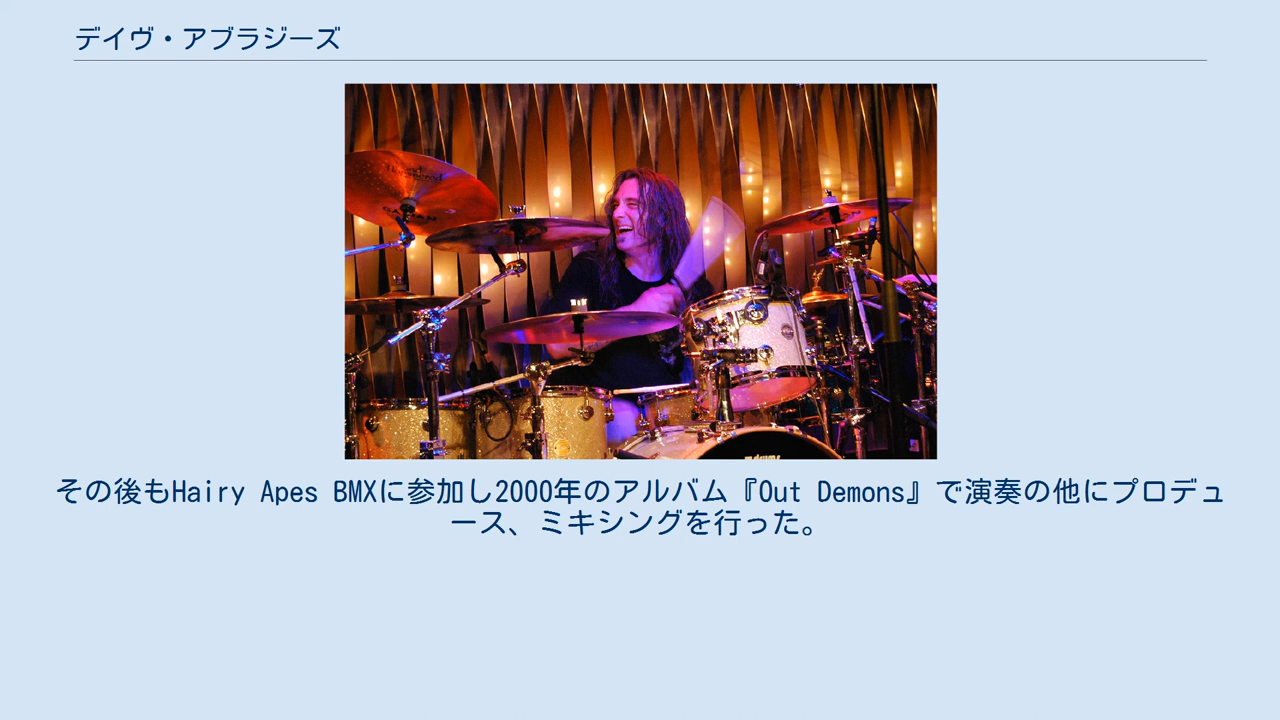 デイヴ・アブラジーズ
その後もHairy Apes BMXに参加し2000年のアルバム『Out Demons』で演奏の他にプロデュ
ース、ミキシングを行った。